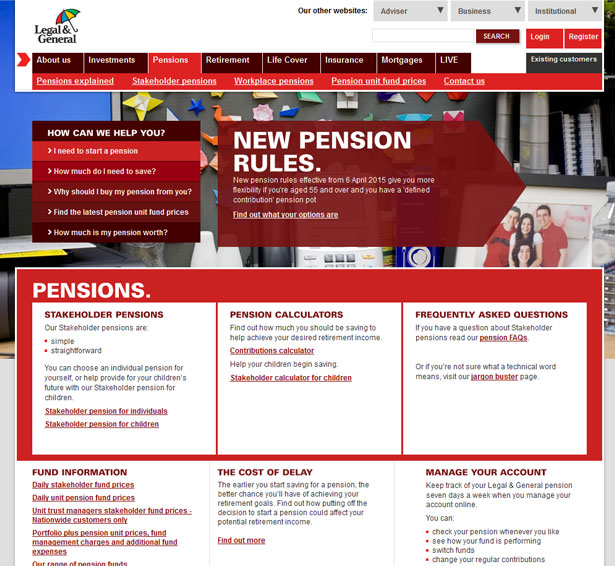 Our other websites:
Adviser
Business
Institutional
Legal &
General
SEARCH
Login
Register
About us
Investments
Pensions
Retirement
Life Cover
Insurance
Mortgages
LIVE
Existing customers
Pensions explained
Stakeholder pensions
Workplace pensions
Pension unit fund prices
Contact us
HOW CAN WE HELP YOU?
I need to start a pension
How much do I need to save?
Why should I buy my pension from you?
Find the latest pension unit fund prices
How much is my pension worth?
NEW PENSION
RULES.
New pension rules effective from 6 April 2015 give you more
flexibility if you're aged 55 and over and you have a 'defined
contribution' pension pot
Find out what your options are
PENSIONS.
STAKEHOLDER PENSIONS
Our Stakeholder pensions are:
simple
straightforward
You can choose an individual pension for
yourself, or help provide for your children's
future with our Stakeholder pension for
children.
Stakeholder pension for individuals
Stakeholder pension for children
PENSION CALCULATORS
Find out how much you should be saving to
help achieve your desired retirement income.
Contributions calculator
Help your children begin saving.
Stakeholder calculator for children
FREQUENTLY ASKED QUESTIONS
If you have a question about Stakeholder
pensions read our pension FAQs.
Or if you're not sure what a technical word
means, visit our jargon buster page.
FUND INFORMATION
Daily stakeholder fund prices
Daily unit pension fund prices
Unit trust managers stakeholder fund prices -
Nationwide customers only
Portfolio plus pension unit prices, fund
management charges and additional fund
expenses
Our range of pension funds
THE COST OF DELAY
The earlier you start saving for a pension, the
better chance you'll have of achieving your
retirement goals. Find out how putting off the
decision to start a pension could affect your
potential retirement income.
Find out more
MANAGE YOUR ACCOUNT
Keep track of your Legal & General pension
seven days a week when you manage your
account online.
You can:
check your pension whenever you like
see how your fund is performing
switch funds
change your regular contributions